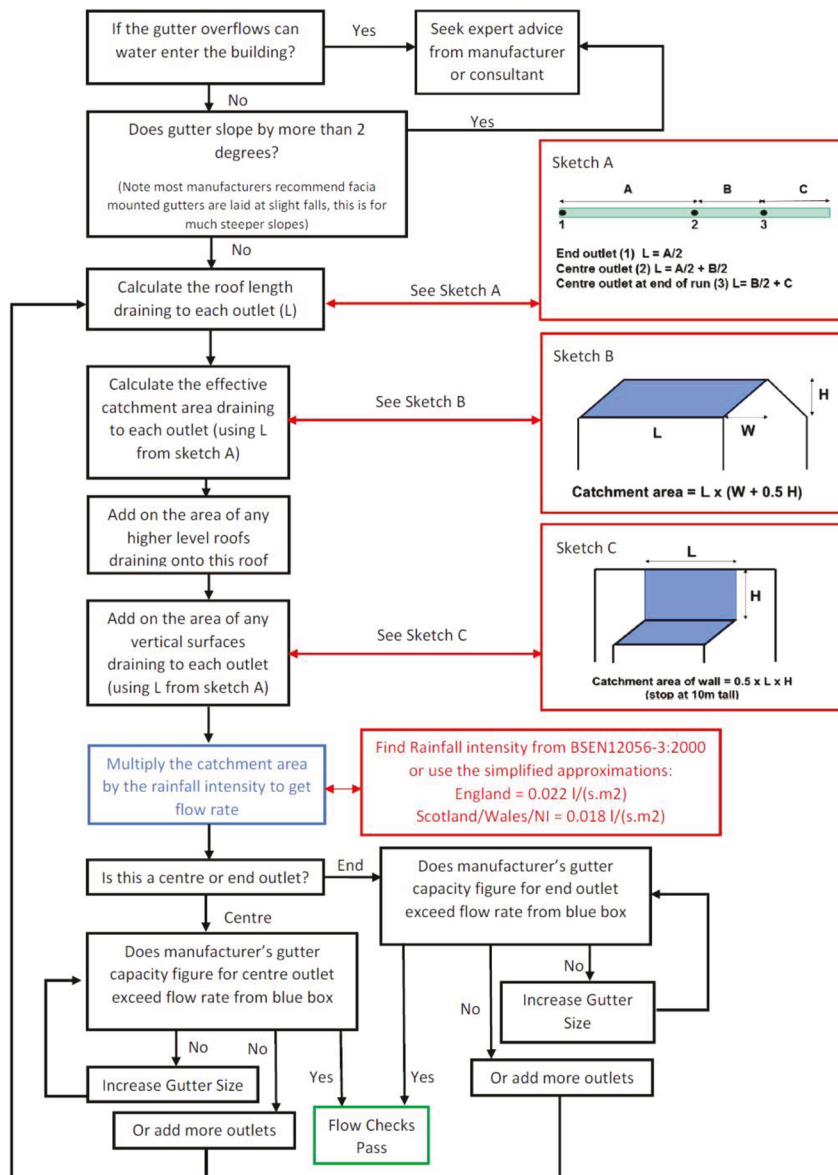 If the gutter overflows can
water enter the building?
Yes
Seek expert advice
from manufacturer
or consultant
No
Does gutter slope by more than 2
degrees?
(Note most manufacturers recommend facia
mounted gutters are laid at slight falls, this is for
much steeper slopes)
Yes
No
Sketch A
A B C
1 2 3
End outlet (1) L = A/2
Centre outlet (2) L = A/2 + B/2
Centre outlet at end of run (3) L= B/2 + C
Calculate the roof length
draining to each outlet (L)
See Sketch A
Sketch B
H
L W
Catchment area = L x (W + 0.5 H)
Calculate the effective
catchment area draining
to each outlet (using L
from sketch A)
See Sketch B
Add on the area of any
higher level roofs
draining onto this roof
Sketch C
L
H
Catchment area of wall = 0.5 x L x H
(stop at 10m tall)
Add on the area of any
vertical surfaces
draining to each outlet
(using L from sketch A)
See Sketch C
Multiply the catchment area
by the rainfall intensity to get
flow rate
Find Rainfall intensity from BSEN12056-3:2000
or use the simplified approximations:
England = 0.022 l/(s.m2)
Scotland/Wales/NI = 0.018 l/(s.m2)
Is this a centre or end outlet?
End
Does manufacturer's gutter
capacity figure for end outlet
exceed flow rate from blue box
Centre
Does manufacturer's gutter
capacity figure for centre outlet
exceed flow rate from blue box
No
Increase Gutter
Size
No
Or add more outlets
Yes
No
Increase Gutter Size
No
Or add more outlets
Yes
Flow Checks
Pass